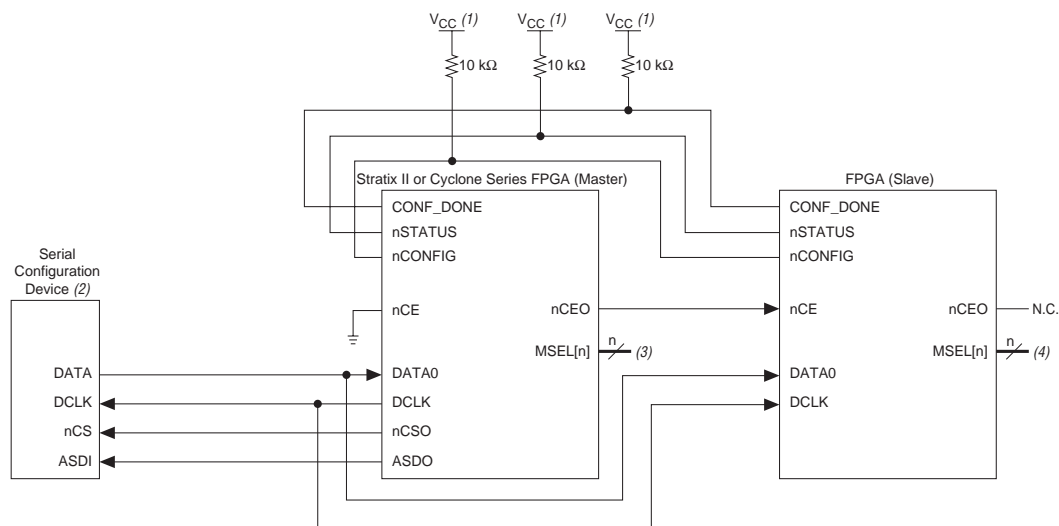 VCC (1)
VCC (1)
VCC (1)
10 kΩ
10 kΩ
10 kΩ
Stratix II or Cyclone Series FPGA (Master)
FPGA (Slave)
CONF_DONE
nSTATUS
nCONFIG
nCE
nCEO
MSEL[n]
n
(3)
DATA0
DCLK
nCSO
ASDO
CONF_DONE
nSTATUS
nCONFIG
nCE
nCEO
N.C.
MSEL[n]
n
(4)
DATA0
DCLK
Serial
Configuration
Device (2)
DATA
DCLK
nCS
ASDI